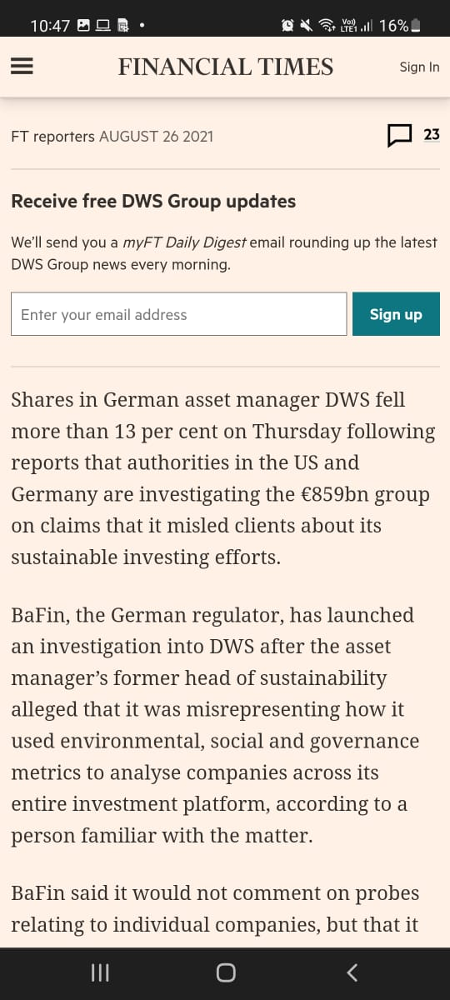 10:47
Vo)) LTE1 16%
FINANCIAL TIMES
Sign In
FT reporters AUGUST 26 2021
23
Receive free DWS Group updates
We'll send you a myFT Daily Digest email rounding up the latest
DWS Group news every morning.
Enter your email address
Sign up
Shares in German asset manager DWS fell
more than 13 per cent on Thursday following
reports that authorities in the US and
Germany are investigating the €859bn group
on claims that it misled clients about its
sustainable investing efforts.
BaFin, the German regulator, has launched
an investigation into DWS after the asset
manager's former head of sustainability
alleged that it was misrepresenting how it
used environmental, social and governance
metrics to analyse companies across its
entire investment platform, according to a
person familiar with the matter.
BaFin said it would not comment on probes
relating to individual companies, but that it